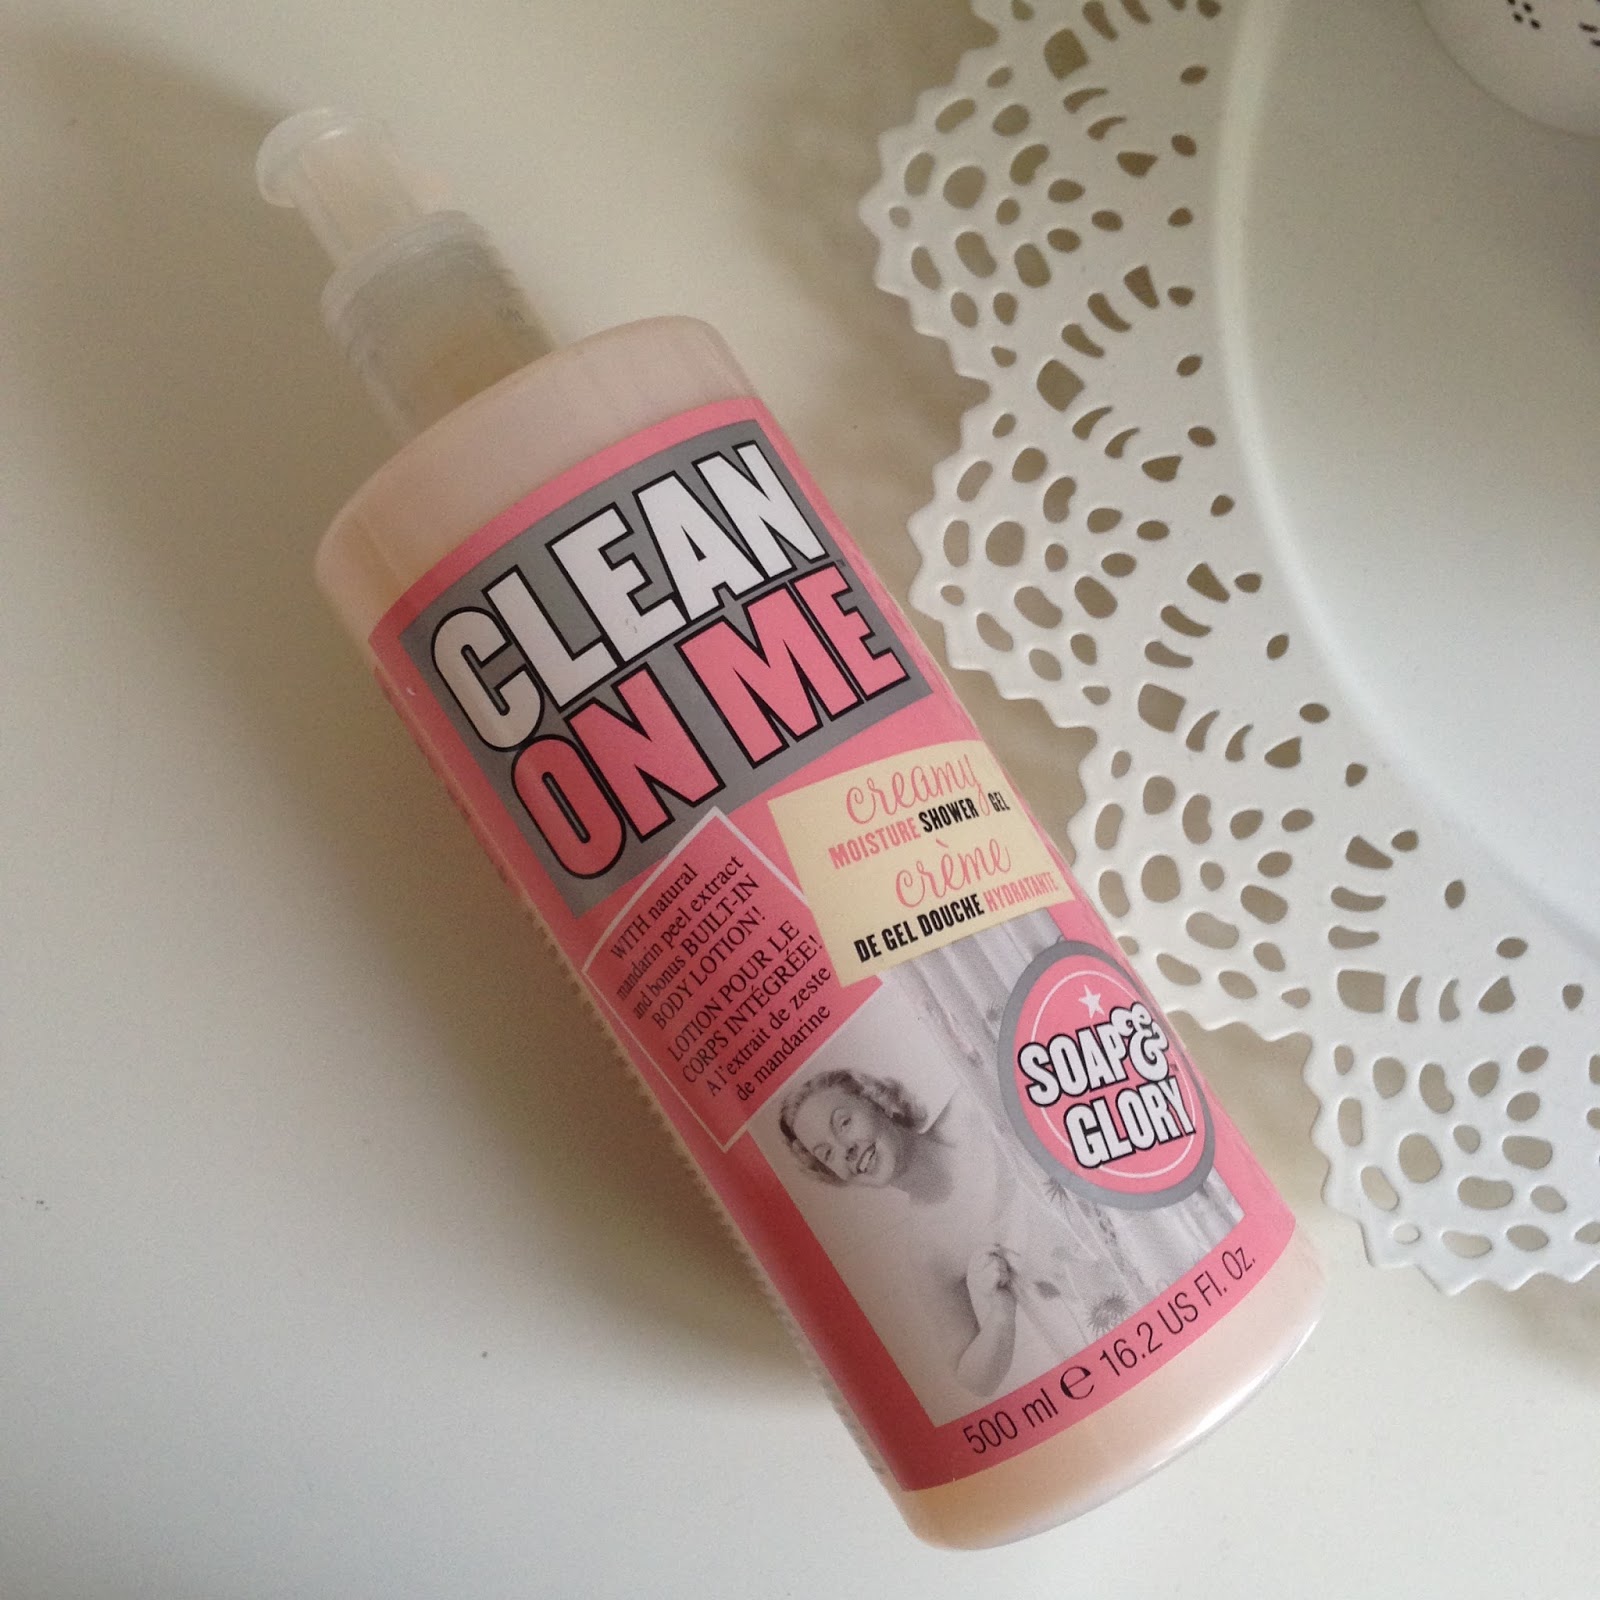 CLEAN
ON ME
creamy
MOISTURE SHOWER GEL
crème
DE GEL DOUCHE HYDRATANTE
WITH natural
mandarin peel extract
and bonus BUILT-IN
BODY LOTION!
LOTION POUR LE
CORPS INTÉGRÉE!
A l'extrait de zeste
de mandarine
SOAP&
GLORY
500 ml ℮ 16.2 US Fl. Oz.